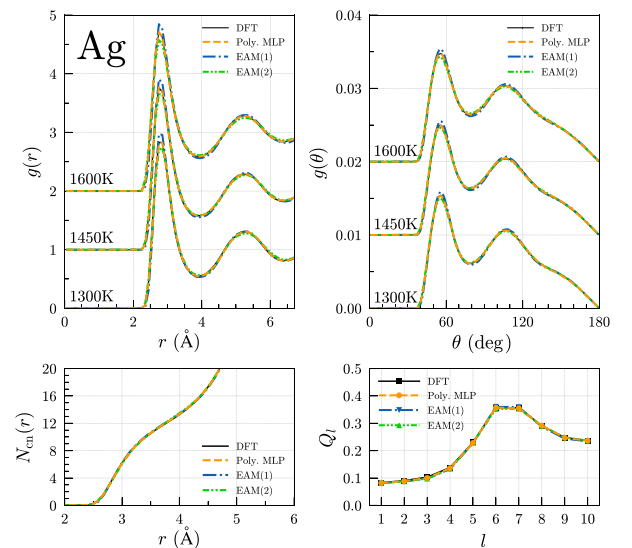 Ag
DFT
Poly. MLP
EAM(1)
EAM(2)
1600K
1450K
1300K
g(r)
5
4
3
2
1
0
0 2 4 6
r (Å)
DFT
Poly. MLP
EAM(1)
EAM(2)
1600K
1450K
1300K
g(θ)
0.04
0.03
0.02
0.01
0.00
0 60 120 180
θ (deg)
N_cn(r)
20
16
12
8
4
0
DFT
Poly. MLP
EAM(1)
EAM(2)
2 3 4 5 6
r (Å)
Q_l
0.5
0.4
0.3
0.2
0.1
0.0
DFT
Poly. MLP
EAM(1)
EAM(2)
1 2 3 4 5 6 7 8 9 10
l